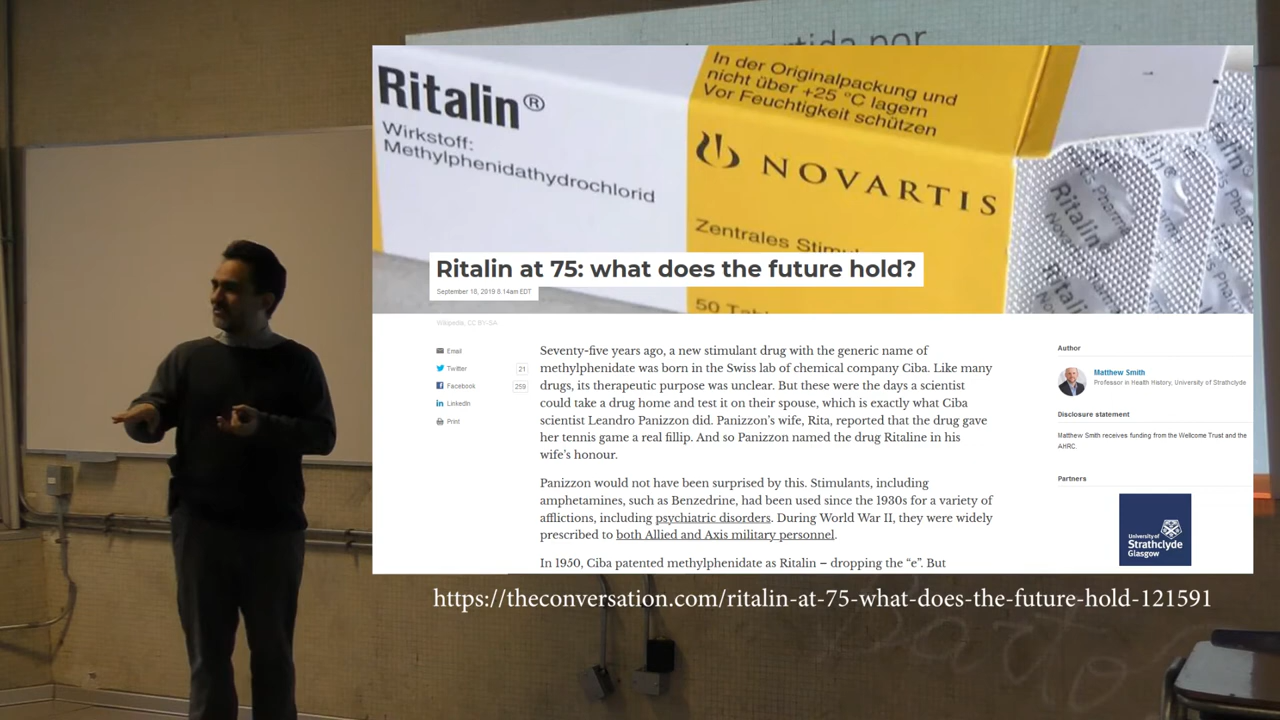 rtida por
Ritalin®
Wirkstoff:
Methylphenidathydrochlorid
In der Originalpackung und
nicht über +25 °C lagern
Vor Feuchtigkeit schützen
NOVARTIS
Zentrales
50
Ritalin
Ritalin at 75: what does the future hold?
September 18, 2019 8.14am EDT
Wikipedia, CC BY-SA
Email
Twitter 21
Facebook 259
LinkedIn
Print
Seventy-five years ago, a new stimulant drug with the generic name of
methylphenidate was born in the Swiss lab of chemical company Ciba. Like many
drugs, its therapeutic purpose was unclear. But these were the days a scientist
could take a drug home and test it on their spouse, which is exactly what Ciba
scientist Leandro Panizzon did. Panizzon’s wife, Rita, reported that the drug gave
her tennis game a real fillip. And so Panizzon named the drug Ritaline in his
wife’s honour.
Panizzon would not have been surprised by this. Stimulants, including
amphetamines, such as Benzedrine, had been used since the 1930s for a variety of
afflictions, including psychiatric disorders. During World War II, they were widely
prescribed to both Allied and Axis military personnel.
In 1950, Ciba patented methylphenidate as Ritalin – dropping the “e”. But
Author
Matthew Smith
Professor in Health History, University of Strathclyde
Disclosure statement
Matthew Smith receives funding from the Wellcome Trust and the
AHRC.
Partners
University of
Strathclyde
Glasgow
https://theconversation.com/ritalin-at-75-what-does-the-future-hold-121591